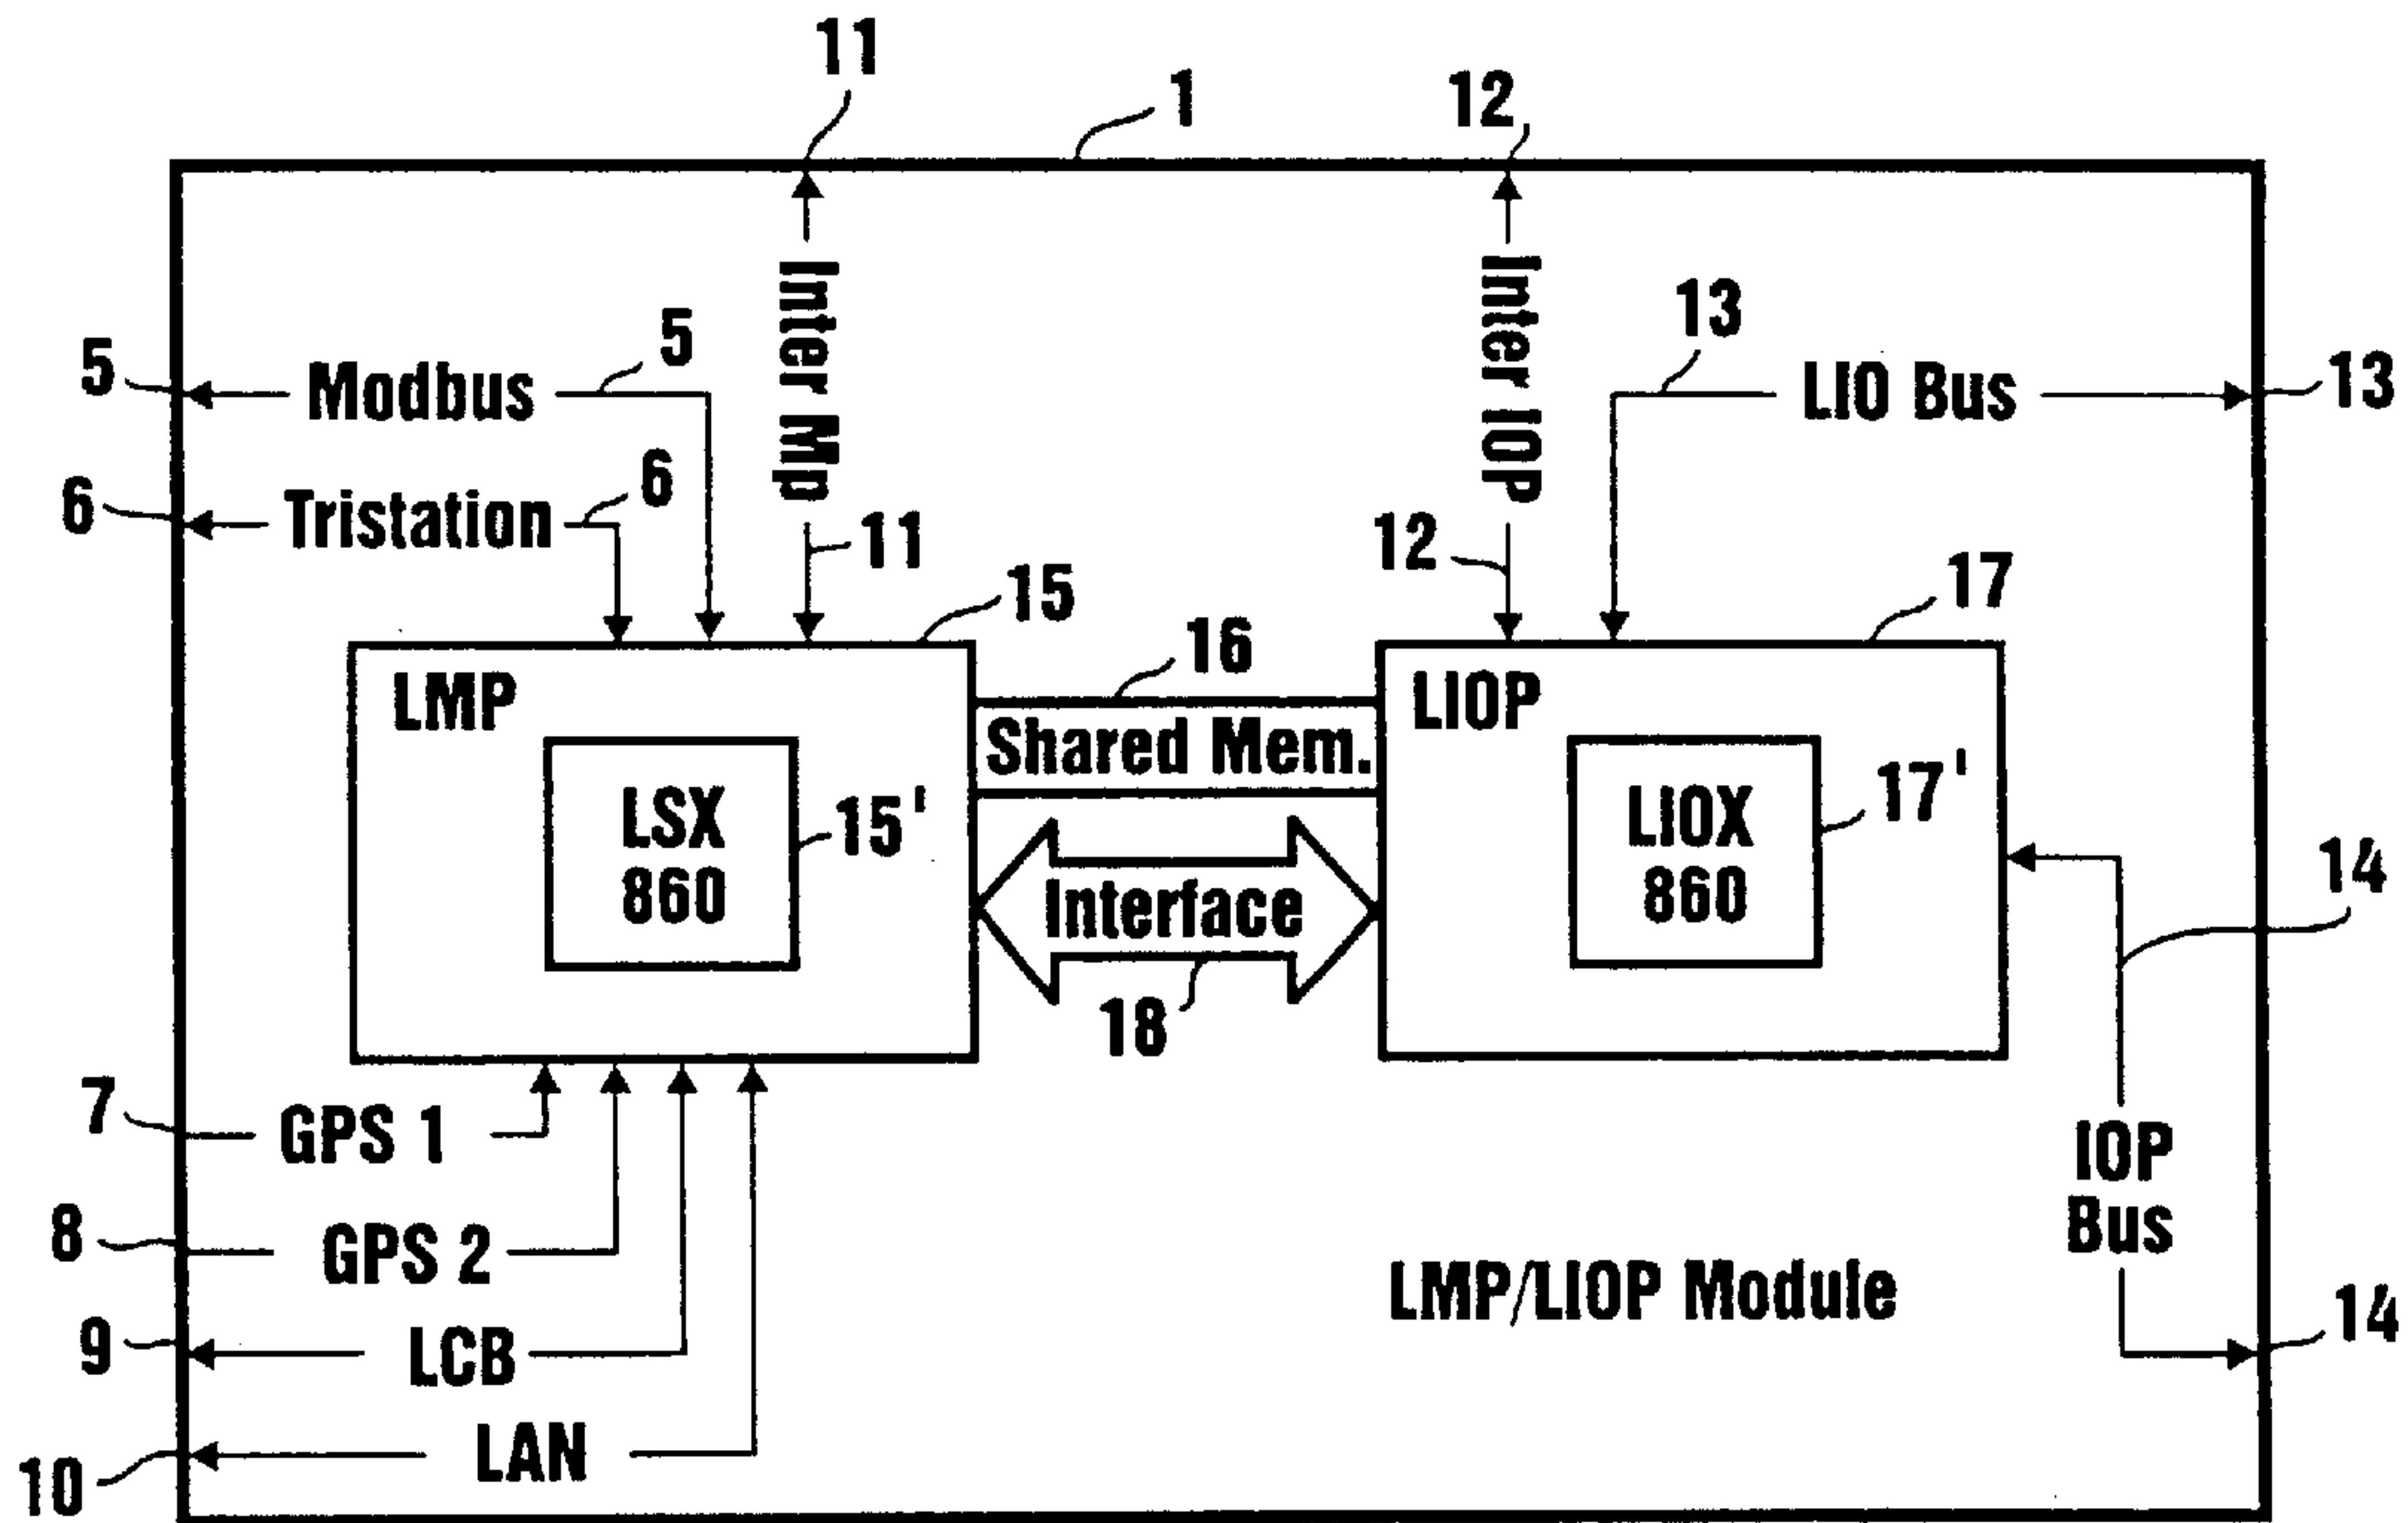 11
1
12
Inter Mp
Inter IOP
13
5
5
Modbus
LIO Bus
13
6
6
Tristation
11
12
15
17
16
LMP
Shared Mem.
LIOP
LSX
860
15'
LIOX
860
17'
Interface
14
18
7
GPS 1
IOP
Bus
8
GPS 2
LMP/LIOP Module
9
LCB
14
10
LAN